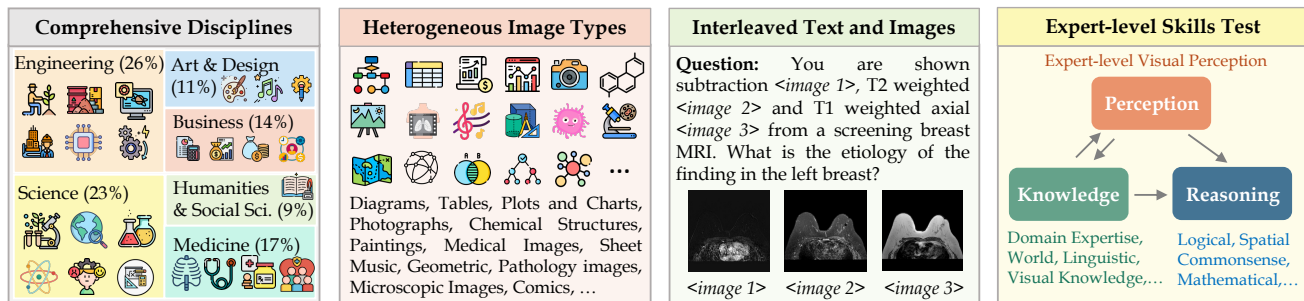 Comprehensive Disciplines
Engineering (26%)
Art & Design
(11%)
Business (14%)
Science (23%)
Humanities
& Social Sci. (9%)
Medicine (17%)
Heterogeneous Image Types
A B
...
Diagrams, Tables, Plots and Charts,
Photographs, Chemical Structures,
Paintings, Medical Images, Sheet
Music, Geometric, Pathology images,
Microscopic Images, Comics, …
Interleaved Text and Images
Question: You are shown
subtraction <image 1>, T2 weighted
<image 2> and T1 weighted axial
<image 3> from a screening breast
MRI. What is the etiology of the
finding in the left breast?
<image 1> <image 2> <image 3>
Expert-level Skills Test
Expert-level Visual Perception
Perception
Knowledge
Reasoning
Domain Expertise,
World, Linguistic,
Visual Knowledge,…
Logical, Spatial
Commonsense,
Mathematical,…